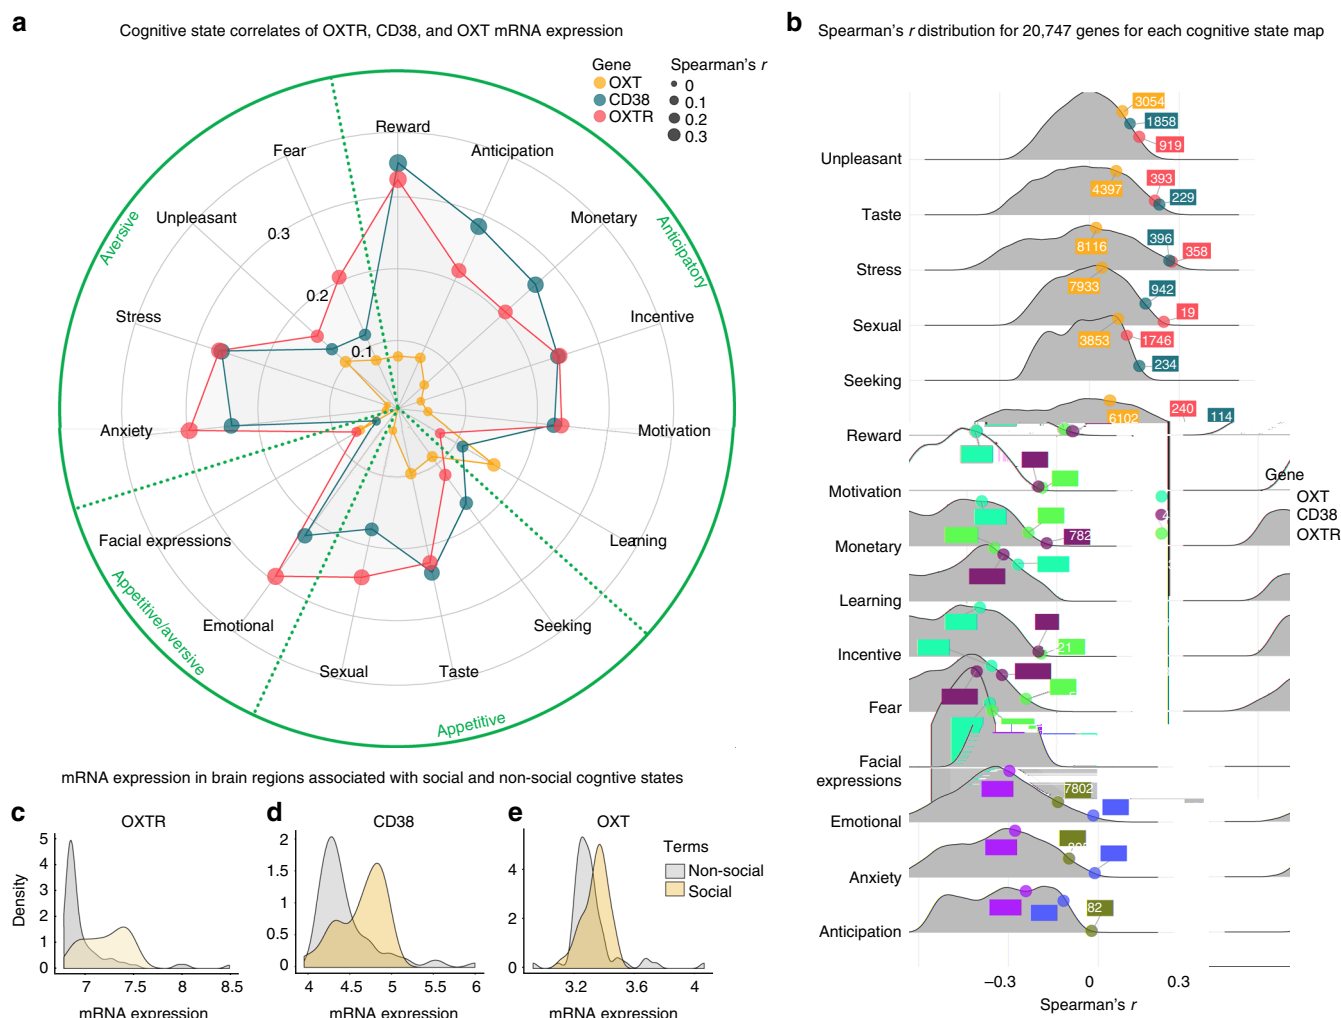 a
Cognitive state correlates of OXTR, CD38, and OXT mRNA expression
Gene
OXT
CD38
OXTR
Spearman's r
0
0.1
0.2
0.3
Reward
Anticipation
Monetary
Incentive
Motivation
Learning
Seeking
Taste
Sexual
Emotional
Facial expressions
Anxiety
Stress
Unpleasant
Fear
0.3
0.2
0.1
Aversive
Anticipatory
Appetitive/aversive
Appetitive
b
Spearman's r distribution for 20,747 genes for each cognitive state map
Unpleasant
3054
1858
919
Taste
4397
393
229
Stress
8116
396
358
Sexual
7933
942
19
Seeking
3853
1746
234
Reward
6102
240
114
Motivation
Gene
OXT
CD38
OXTR
Monetary
782
Learning
Incentive
21
Fear
Facial
expressions
Emotional
7802
Anxiety
Anticipation
82
−0.3
0
0.3
Spearman's r
mRNA expression in brain regions associated with social and non-social cogntive states
c
OXTR
Density
5
4
3
2
1
0
7
7.5
8
8.5
mRNA expression
d
CD38
2
1.5
1
0.5
0
4
4.5
5
5.5
6
mRNA expression
e
OXT
4
2
0
3.2
3.6
4
mRNA expression
Terms
Non-social
Social